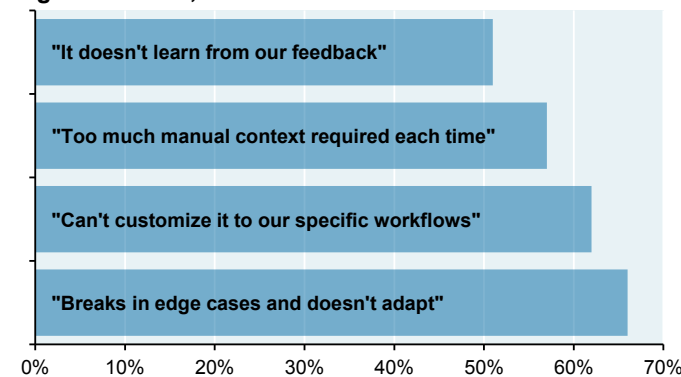 "It doesn't learn from our feedback"
"Too much manual context required each time"
"Can't customize it to our specific workflows"
"Breaks in edge cases and doesn't adapt"
0% 10% 20% 30% 40% 50% 60% 70%